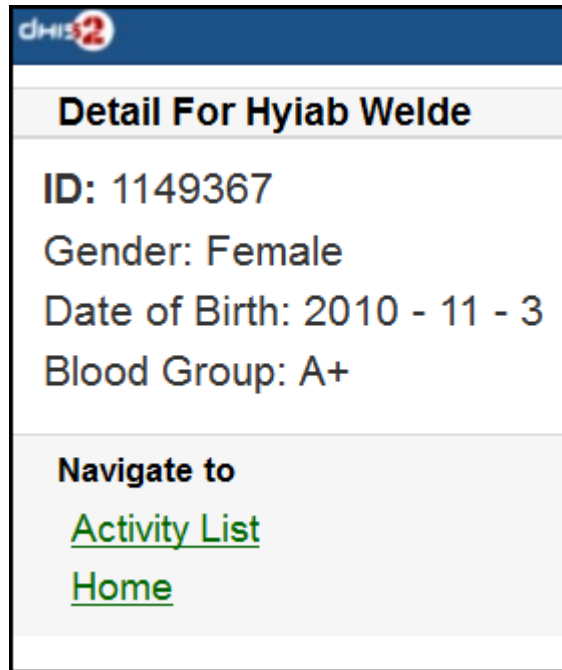 dHIS2
Detail For Hyiab Welde
ID: 1149367
Gender: Female
Date of Birth: 2010 - 11 - 3
Blood Group: A+
Navigate to
Activity List
Home